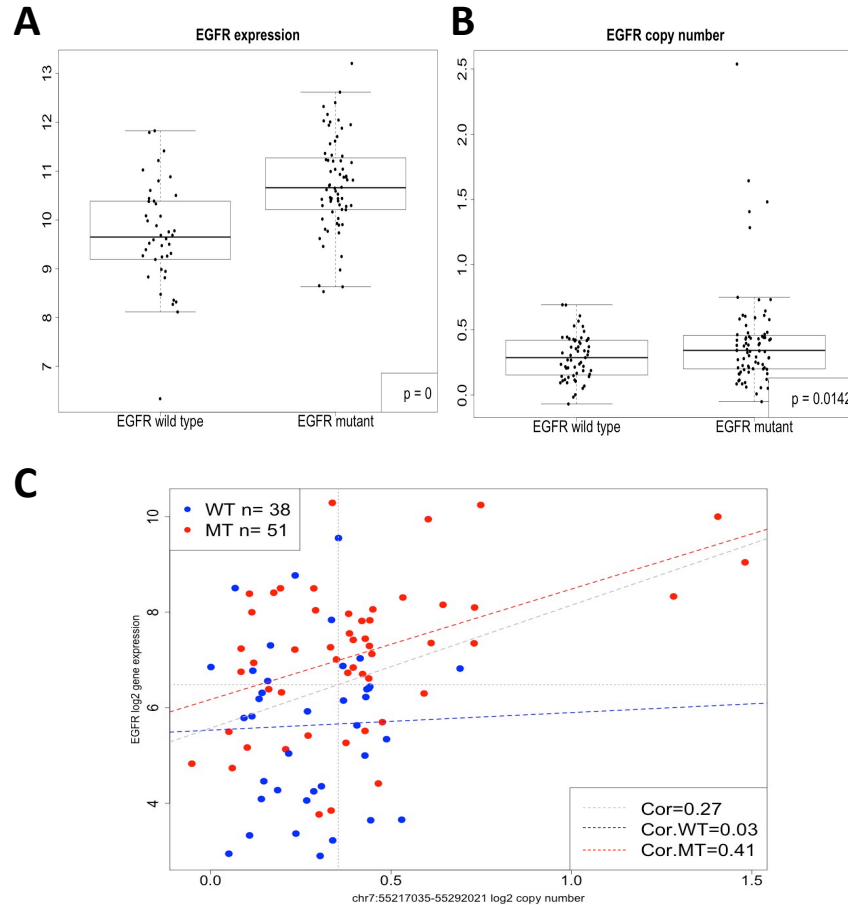 A
EGFR expression
13
12
11
10
9
8
7
p = 0
EGFR wild type
EGFR mutant
B
EGFR copy number
2.5
2.0
1.5
1.0
0.5
0.0
p = 0.0142
EGFR wild type
EGFR mutant
C
WT n= 38
MT n= 51
EGFR log2 gene expression
10
8
6
4
Cor=0.27
Cor.WT=0.03
Cor.MT=0.41
0.0
0.5
1.0
1.5
chr7:55217035-55292021 log2 copy number